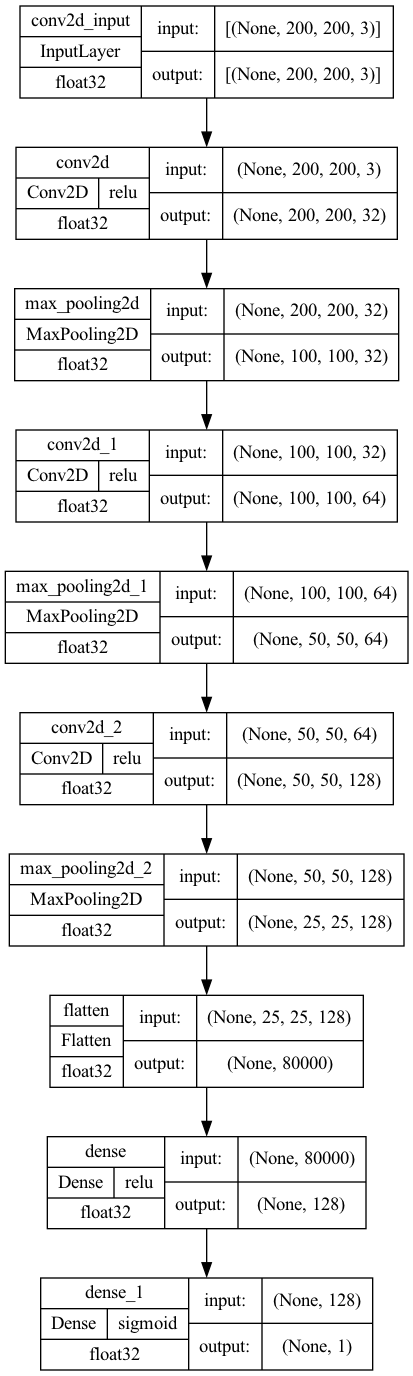 conv2d_input
InputLayer
float32
input:
[(None, 200, 200, 3)]
output:
[(None, 200, 200, 3)]
conv2d
Conv2D
relu
float32
input:
(None, 200, 200, 3)
output:
(None, 200, 200, 32)
max_pooling2d
MaxPooling2D
float32
input:
(None, 200, 200, 32)
output:
(None, 100, 100, 32)
conv2d_1
Conv2D
relu
float32
input:
(None, 100, 100, 32)
output:
(None, 100, 100, 64)
max_pooling2d_1
MaxPooling2D
float32
input:
(None, 100, 100, 64)
output:
(None, 50, 50, 64)
conv2d_2
Conv2D
relu
float32
input:
(None, 50, 50, 64)
output:
(None, 50, 50, 128)
max_pooling2d_2
MaxPooling2D
float32
input:
(None, 50, 50, 128)
output:
(None, 25, 25, 128)
flatten
Flatten
float32
input:
(None, 25, 25, 128)
output:
(None, 80000)
dense
Dense
relu
float32
input:
(None, 80000)
output:
(None, 128)
dense_1
Dense
sigmoid
float32
input:
(None, 128)
output:
(None, 1)